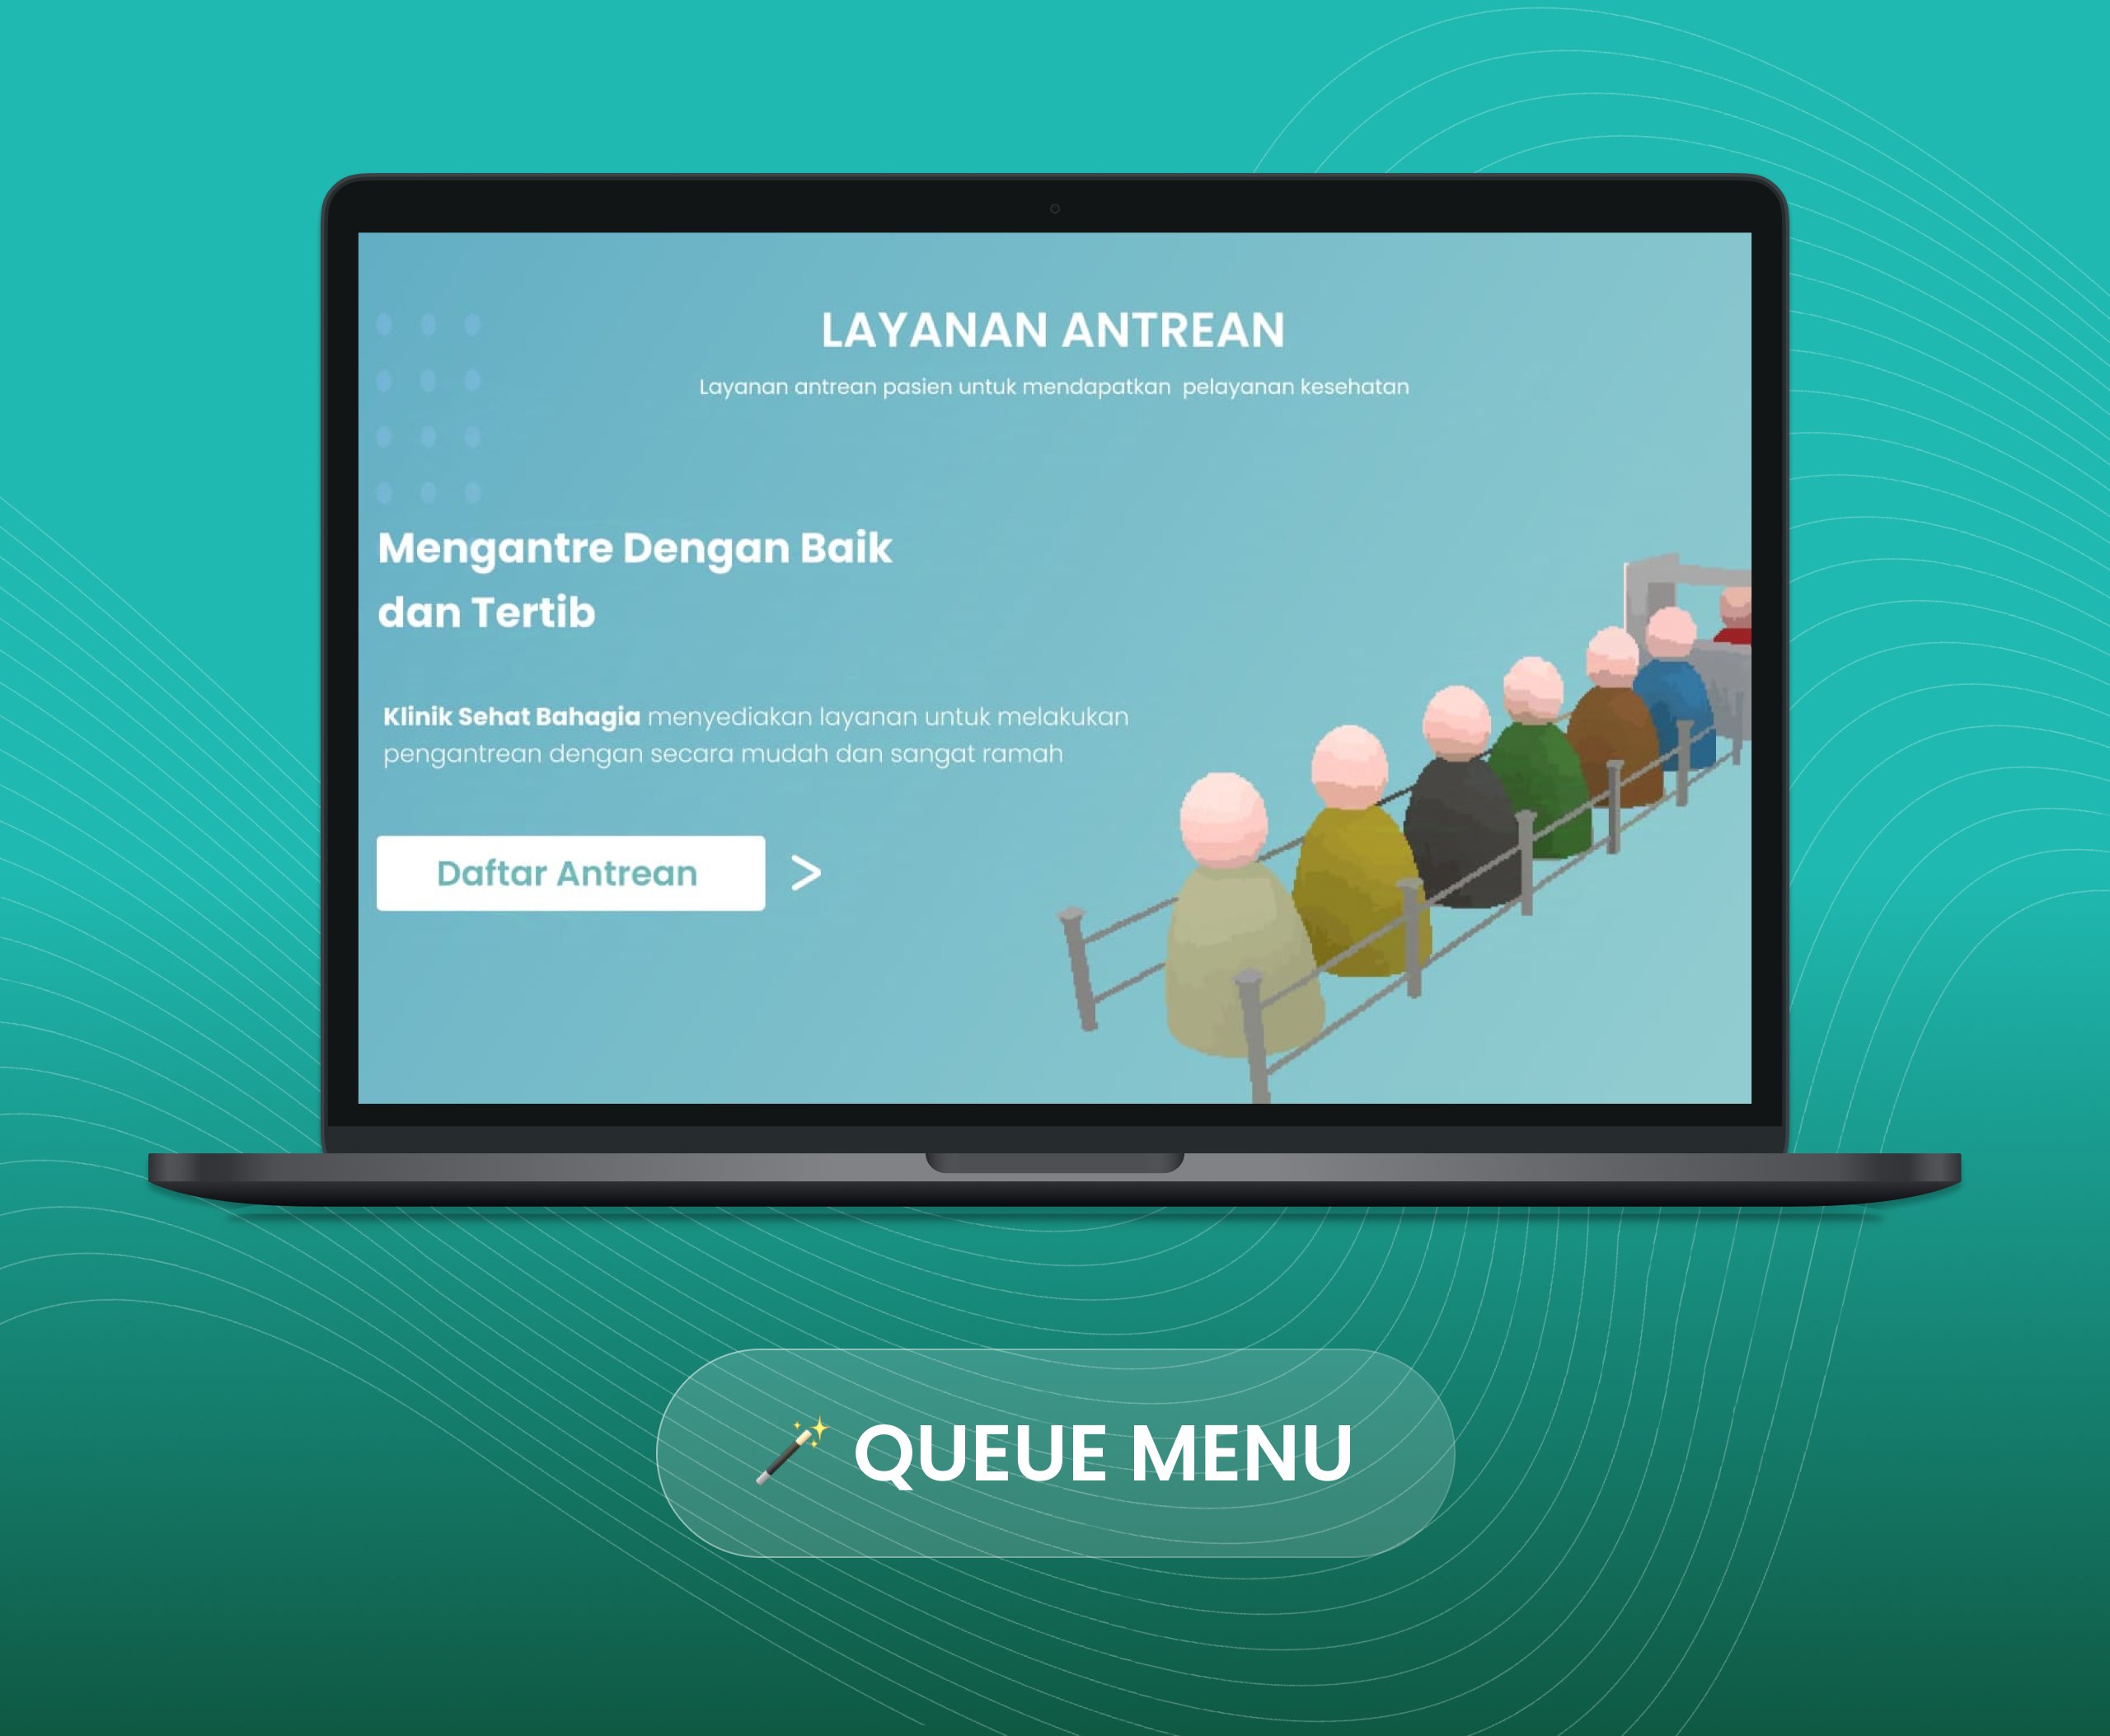 LAYANAN ANTREAN
Layanan antrean pasien untuk mendapatkan  pelayanan kesehatan
Mengantre Dengan Baik
dan Tertib
Klinik Sehat Bahagia menyediakan layanan untuk melakukan
pengantrean dengan secara mudah dan sangat ramah
Daftar Antrean >
QUEUE MENU